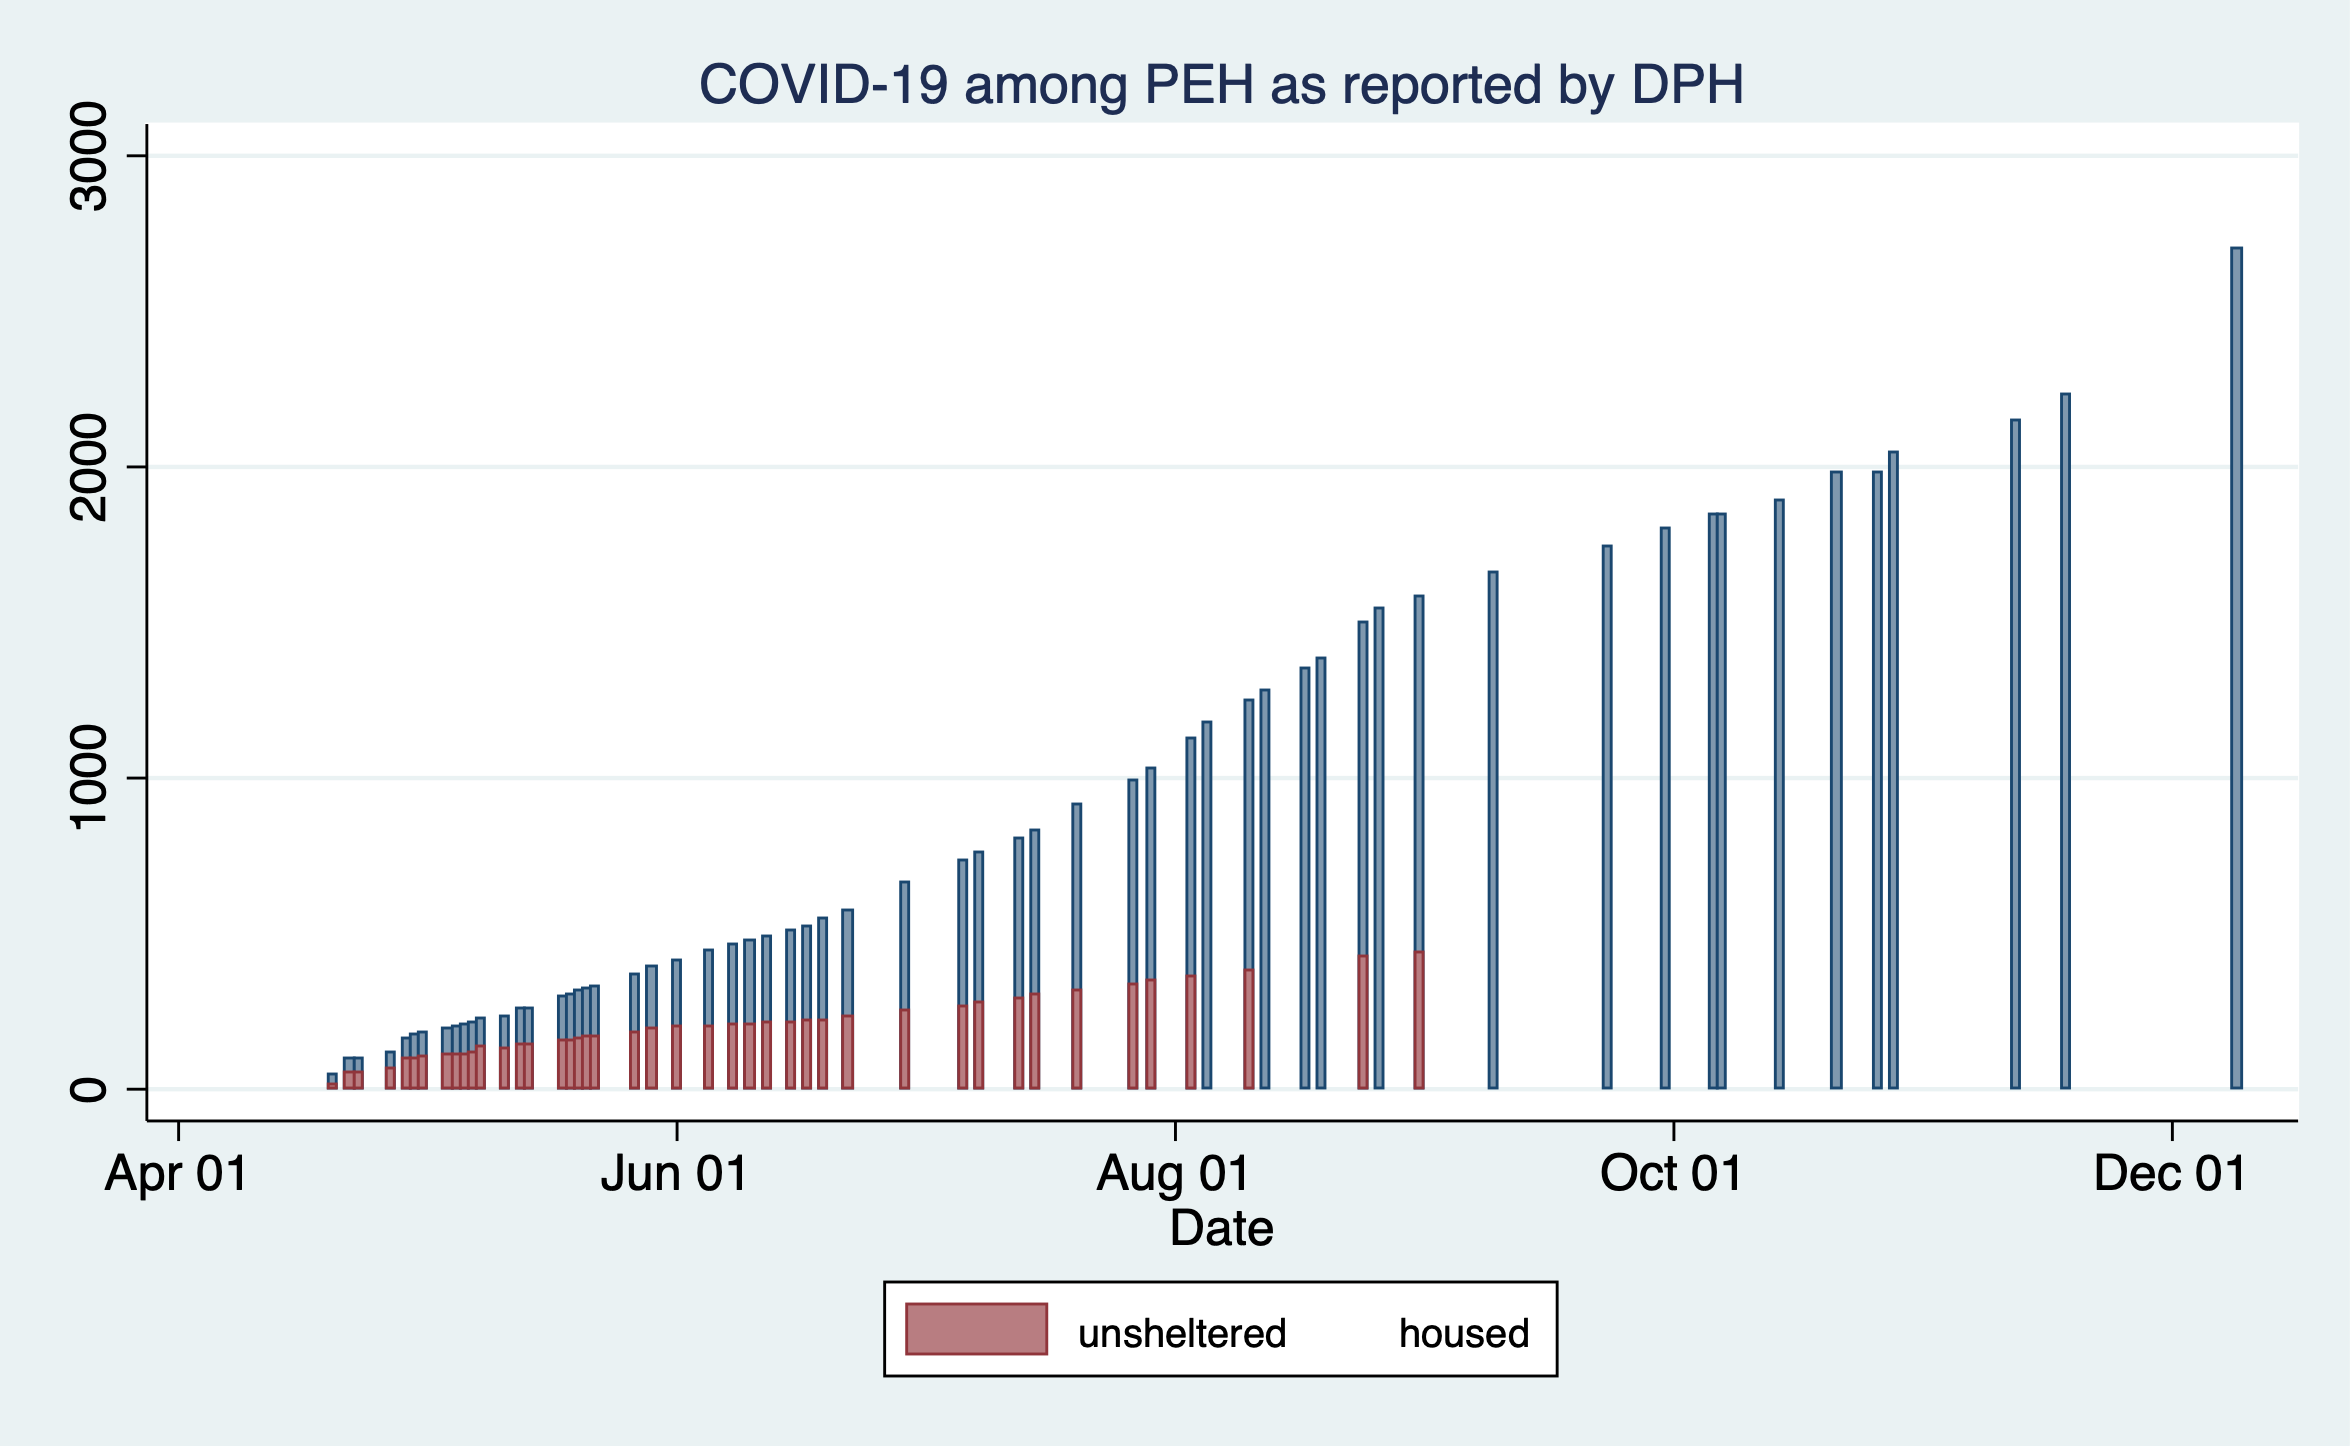 COVID-19 among PEH as reported by DPH
3000
2000
1000
0
Apr 01 Jun 01 Aug 01 Oct 01 Dec 01
Date
unsheltered housed